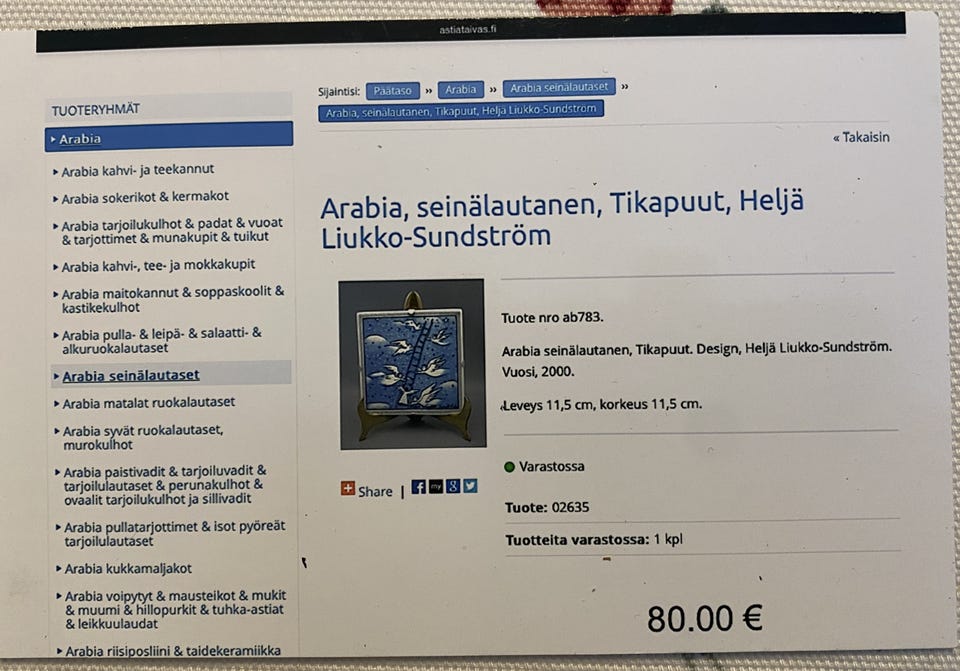 astiataivas.fi
TUOTERYHMÄT
Arabia
Arabia kahvi- ja teekannut
Arabia sokerikot & kermakot
Arabia tarjoilukulhot & padat & vuoat
& tarjottimet & munakupit & tuikut
Arabia kahvi-, tee- ja mokkakupit
Arabia maitokannut & soppaskoolit &
kastikekulhot
Arabia pulla- & leipä- & salaatti- &
alkuruokalautaset
Arabia seinälautaset
Arabia matalat ruokalautaset
Arabia syvät ruokalautaset,
murokulhot
Arabia paistivadit & tarjoiluvadit &
tarjoilulautaset & perunakulhot &
ovaalit tarjoilukulhot ja sillivadit
Arabia pullatarjottimet & isot pyöreät
tarjoilulautaset
Arabia kukkamaljakot
Arabia voipytyt & mausteikot & mukit
& muumi & hillopurkit & tuhka-astiat
& leikkuulaudat
Arabia riisiposliini & taidekeramiikka
Sijaintisi: Päätaso » Arabia » Arabia seinälautaset »
Arabia, seinälautanen, Tikapuut, Heljä Liukko-Sundström
« Takaisin
Arabia, seinälautanen, Tikapuut, Heljä
Liukko-Sundström
Tuote nro ab783.
Arabia seinälautanen, Tikapuut. Design, Heljä Liukko-Sundström.
Vuosi, 2000.
Leveys 11,5 cm, korkeus 11,5 cm.
Share |
Varastossa
Tuote: 02635
Tuotteita varastossa: 1 kpl
80.00 €